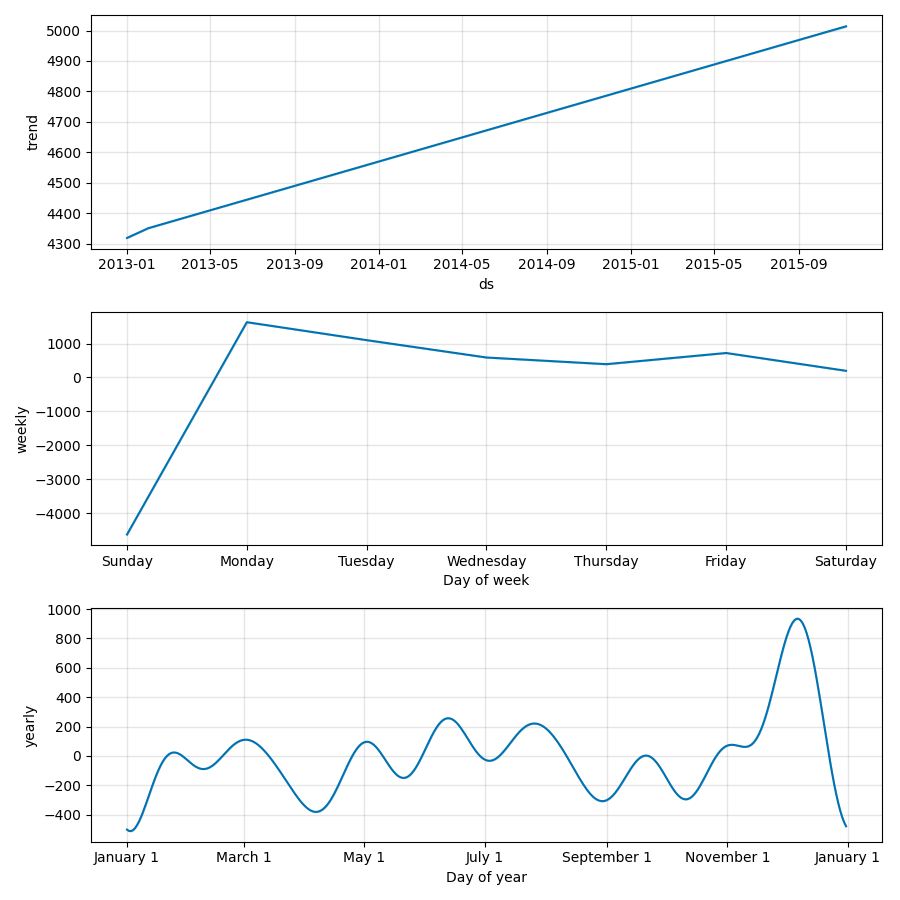 5000
4900
4800
4700
4600
4500
4400
4300
trend
2013-01 2013-05 2013-09 2014-01 2014-05 2014-09 2015-01 2015-05 2015-09
ds
1000
0
−1000
−2000
−3000
−4000
weekly
Sunday Monday Tuesday Wednesday Thursday Friday Saturday
Day of week
1000
800
600
400
200
0
−200
−400
yearly
January 1 March 1 May 1 July 1 September 1 November 1 January 1
Day of year